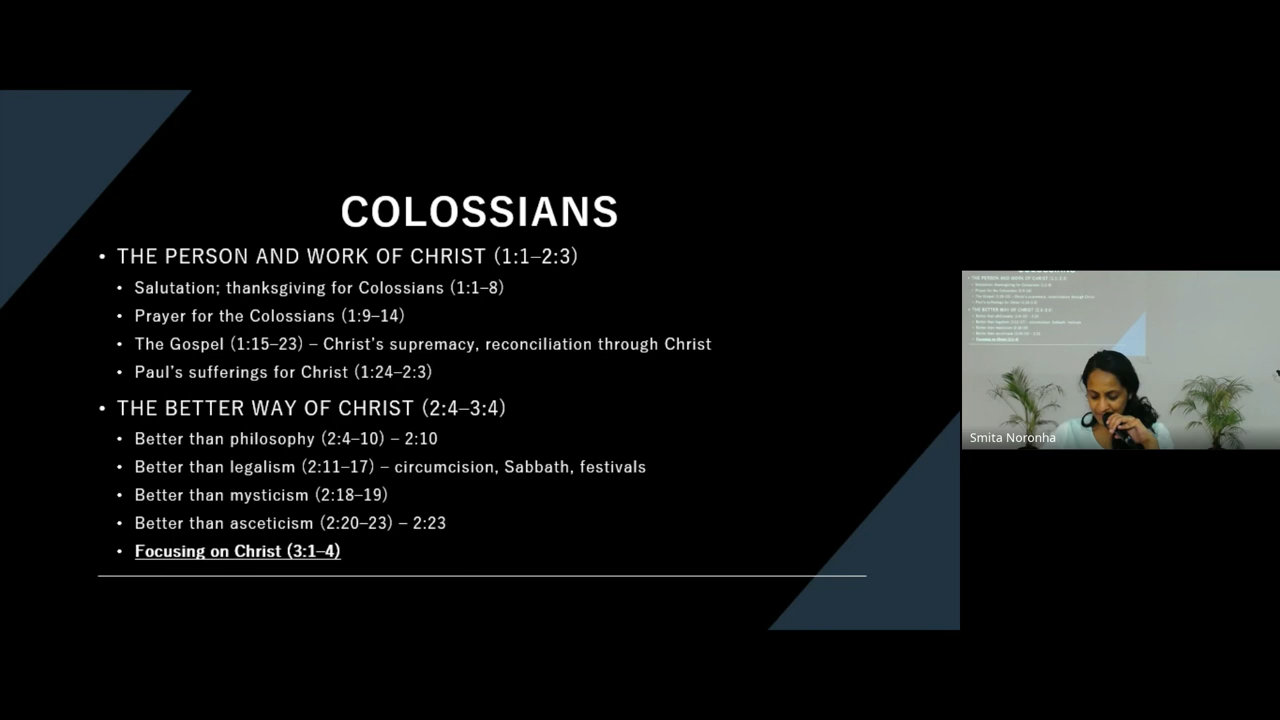 COLOSSIANS
• THE PERSON AND WORK OF CHRIST (1:1–2:3)
• Salutation; thanksgiving for Colossians (1:1–8)
• Prayer for the Colossians (1:9–14)
• The Gospel (1:15–23) – Christ's supremacy, reconciliation through Christ
• Paul's sufferings for Christ (1:24–2:3)
• THE BETTER WAY OF CHRIST (2:4–3:4)
• Better than philosophy (2:4–10) – 2:10
• Better than legalism (2:11–17) – circumcision, Sabbath, festivals
• Better than mysticism (2:18–19)
• Better than asceticism (2:20–23) – 2:23
• Focusing on Christ (3:1–4)
Smita Noronha